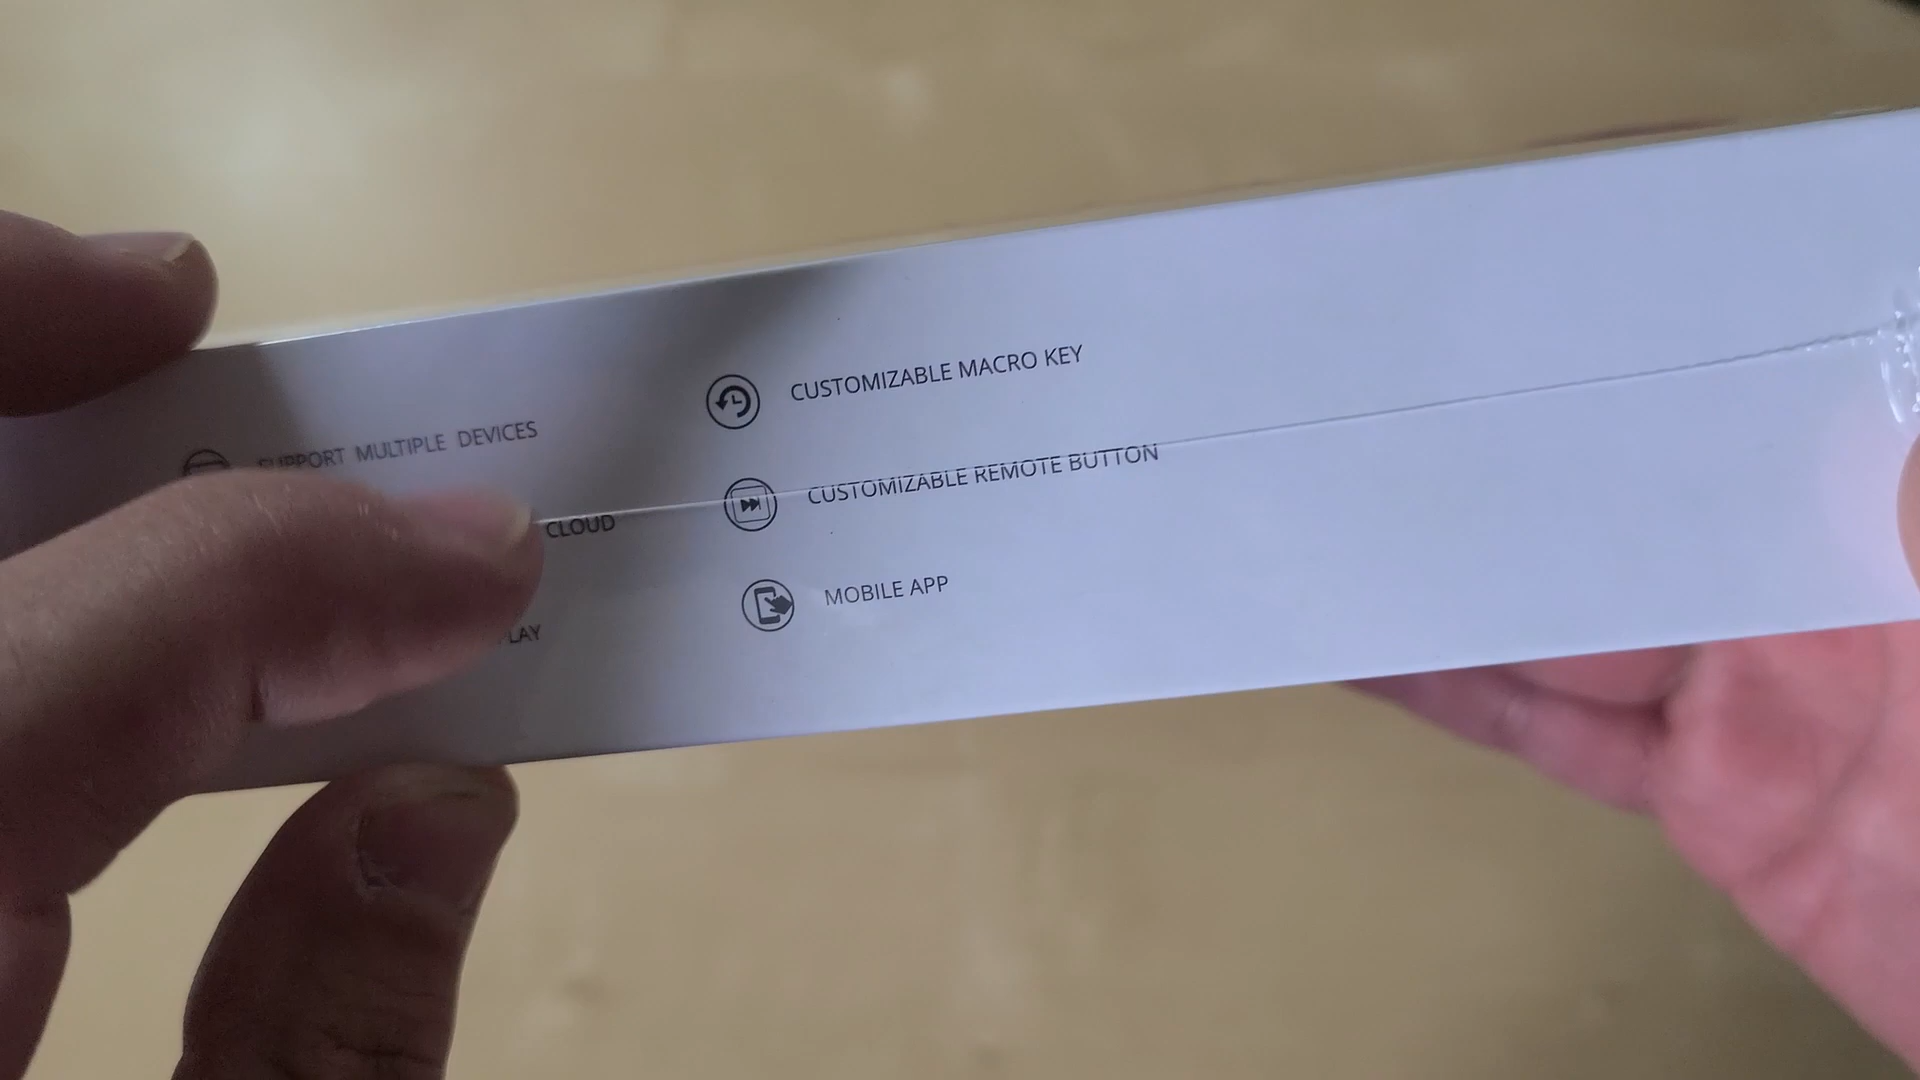 SUPPORT MULTIPLE DEVICES
CLOUD
CUSTOMIZABLE MACRO KEY
CUSTOMIZABLE REMOTE BUTTON
MOBILE APP